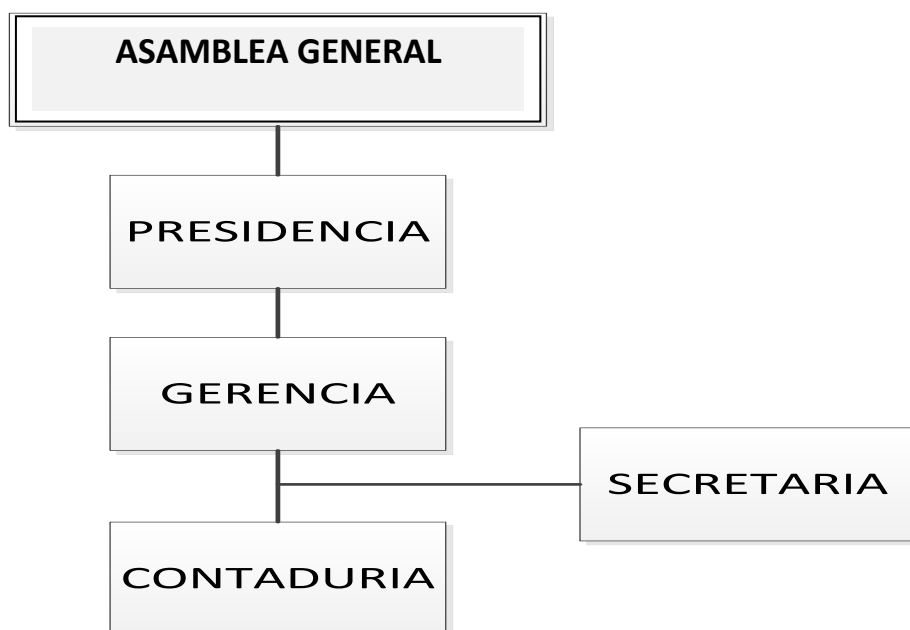 ASAMBLEA GENERAL
PRESIDENCIA
GERENCIA
SECRETARIA
CONTADURIA